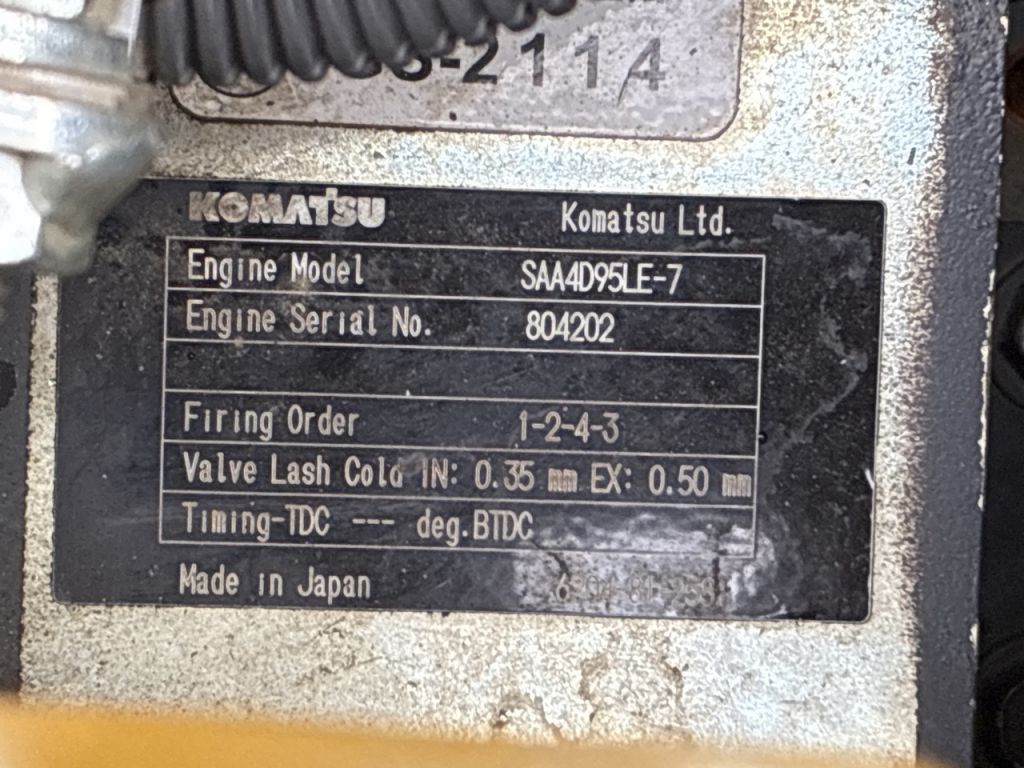 -2114
KOMATSU Komatsu Ltd.
Engine Model SAA4D95LE-7
Engine Serial No. 804202
Firing Order 1-2-4-3
Valve Lash Cold IN: 0.35 mm EX: 0.50 mm
Timing-TDC --- deg.BTDC
Made in Japan